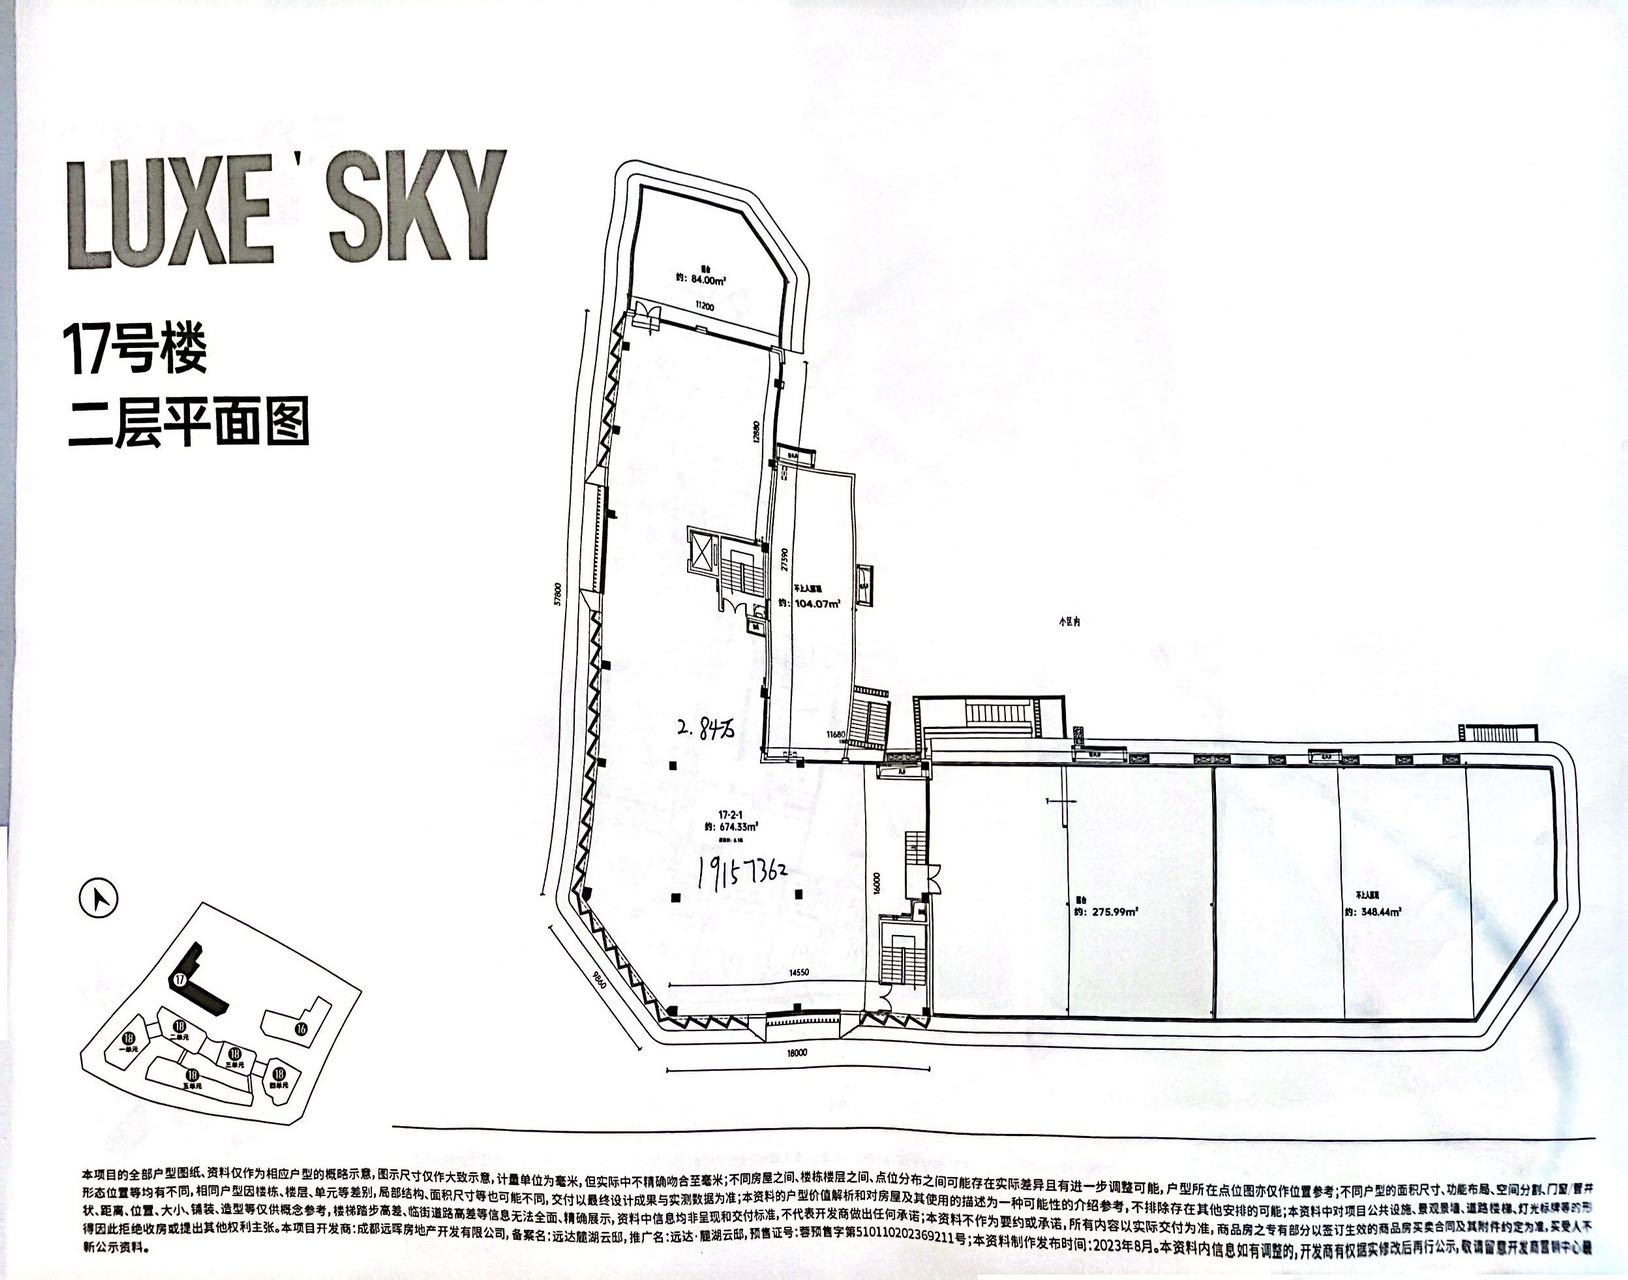 LUXE'SKY
17号楼
二层平面图
露台
约：84.00m²
11200
12880
37800
27390
不上人屋面
约：104.07m²
小区内
2.84万
11680
17-2-1
约：674.33m²
19157362
16000
露台
约：275.99m²
不上人屋面
约：348.44m²
14550
9860
18000
17
16
18
一单元
18
二单元
18
三单元
18
四单元
18
五单元
本项目的全部户型图纸、资料仅作为相应户型的概略示意，图示尺寸仅作大致示意，计量单位为毫米，但实际中不精确吻合至毫米；不同房屋之间、楼栋楼层之间、点位分布之间可能存在实际差异且有进一步调整可能，户型所在点位图亦仅作位置参考；不同户型的面积尺寸、功能布局、空间分割、门窗/管井
形态位置等均有不同，相同户型因楼栋、楼层、单元等差别，局部结构、面积尺寸等也可能不同，交付以最终设计成果与实测数据为准；本资料的户型价值解析和对房屋及其使用的描述为一种可能性的介绍参考，不排除存在其他安排的可能；本资料中对项目公共设施、景观景墙、道路楼梯、灯光标牌等的形
状、距离、位置、大小、铺装、造型等仅供概念参考，楼梯踏步高差、临街道路高差等信息无法全面、精确展示，资料中信息均非呈现和交付标准，不代表开发商做出任何承诺；本资料不作为要约或承诺，所有内容以实际交付为准，商品房之专有部分以签订生效的商品房买卖合同及其附件约定为准，买受人不
得因此拒绝收房或提出其他权利主张。本项目开发商：成都远晖房地产开发有限公司，备案名：远达麓湖云邸，推广名：远达·麓湖云邸，预售证号：蓉预售字第510110202369211号；本资料制作发布时间：2023年8月。本资料内信息如有调整的，开发商有权据实修改后再行公示，敬请留意开发商营销中心最
新公示资料。